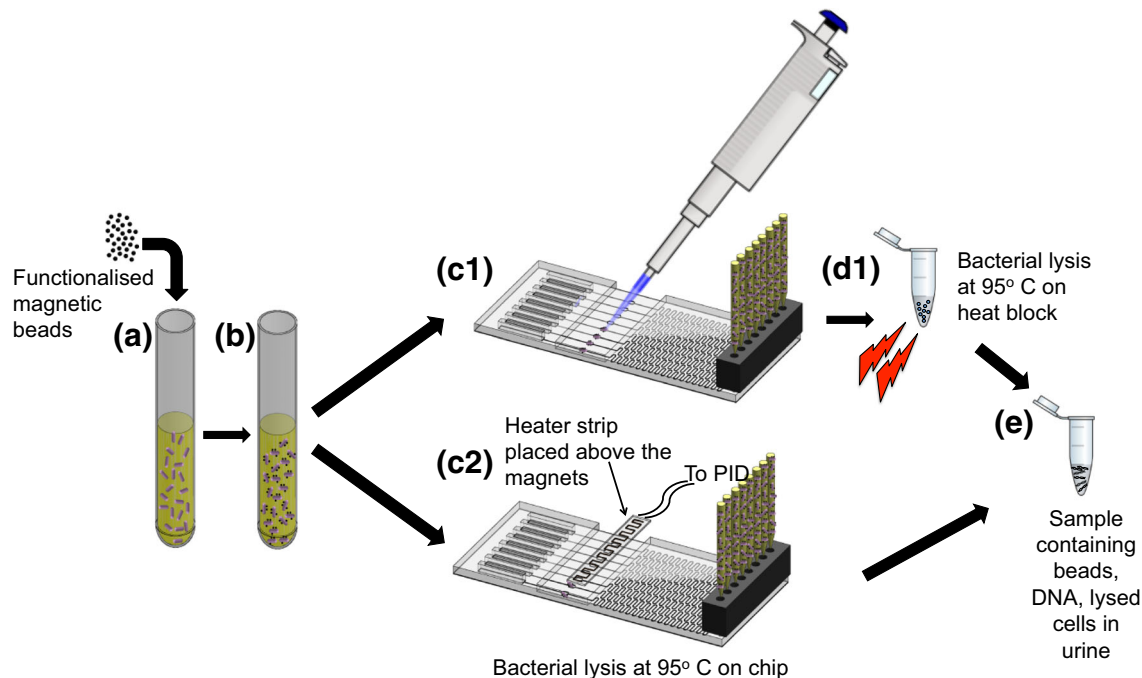 Functionalised
magnetic
beads
(a)
(b)
(c1)
(d1)
Bacterial lysis
at 95° C on
heat block
(c2)
Heater strip
placed above the
magnets
To PID
Bacterial lysis at 95° C on chip
(e)
Sample
containing
beads,
DNA, lysed
cells in
urine